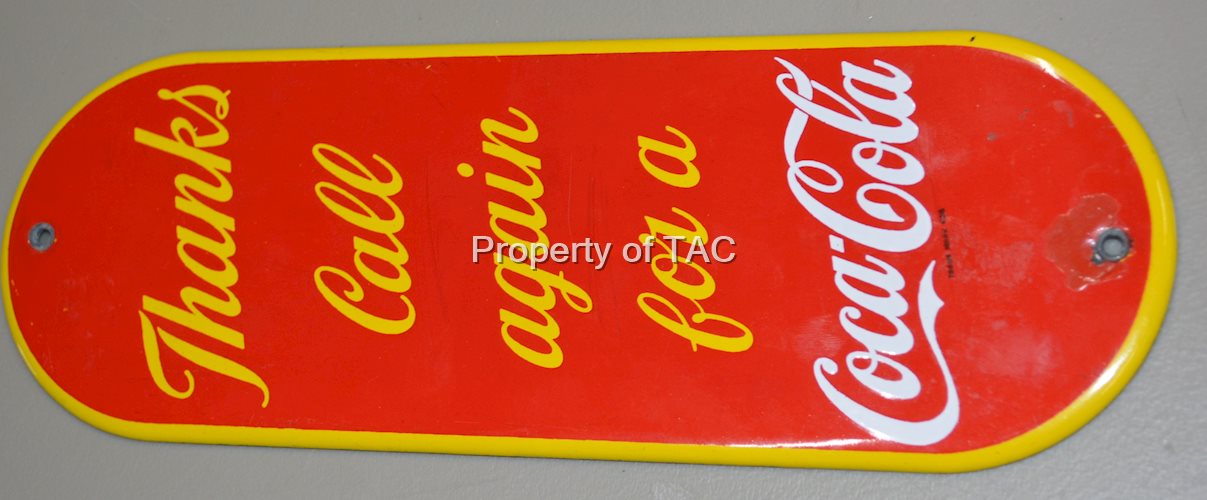 Thanks
Call
again
for a
Coca-Cola
Property of TAC